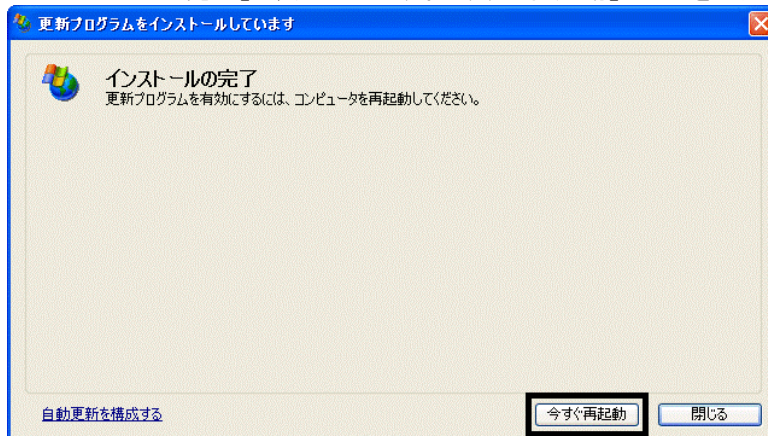 更新プログラムをインストールしています
インストールの完了
更新プログラムを有効にするには、コンピュータを再起動してください。
自動更新を構成する
今すぐ再起動
閉じる